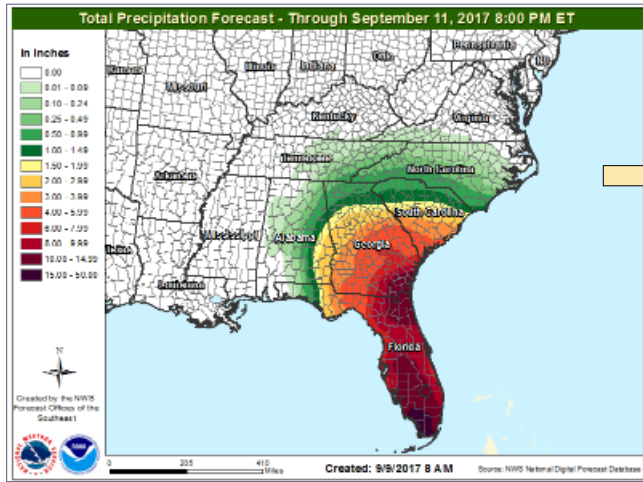 Total Precipitation Forecast - Through September 11, 2017 8:00 PM ET
In Inches
0.00
0.01 - 0.09
0.10 - 0.24
0.25 - 0.49
0.50 - 0.99
1.00 - 1.49
1.50 - 1.99
2.00 - 2.99
3.00 - 3.99
4.00 - 5.99
6.00 - 7.99
8.00 - 9.99
10.00 - 14.99
15.00 - 50.00
Pennsylvania
Ohio
NJ
Illinois
Indiana
Kansas
Missouri
Kentucky
Virginia
Tennessee
North Carolina
Arkansas
South Carolina
Mississippi
Alabama
Georgia
Louisiana
Florida
N
Created by the NWS
Forecast Offices of the
Southeast
0 205 410
Miles
Created: 9/9/2017 8 AM
Source: NWS National Digital Forecast Database